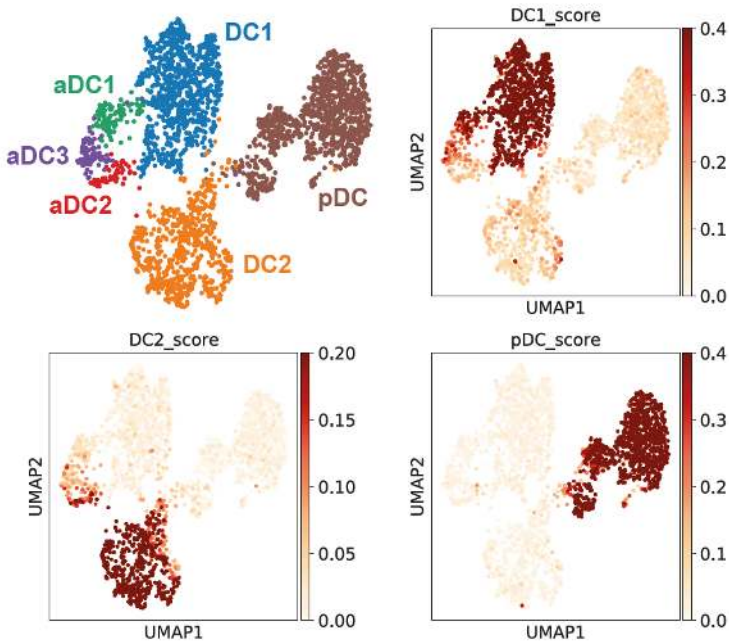 DC1
aDC1
aDC3
aDC2
pDC
DC2
DC1_score
UMAP2
UMAP1
0.4
0.3
0.2
0.1
0.0
DC2_score
UMAP2
UMAP1
0.20
0.15
0.10
0.05
0.00
pDC_score
UMAP2
UMAP1
0.4
0.3
0.2
0.1
0.0